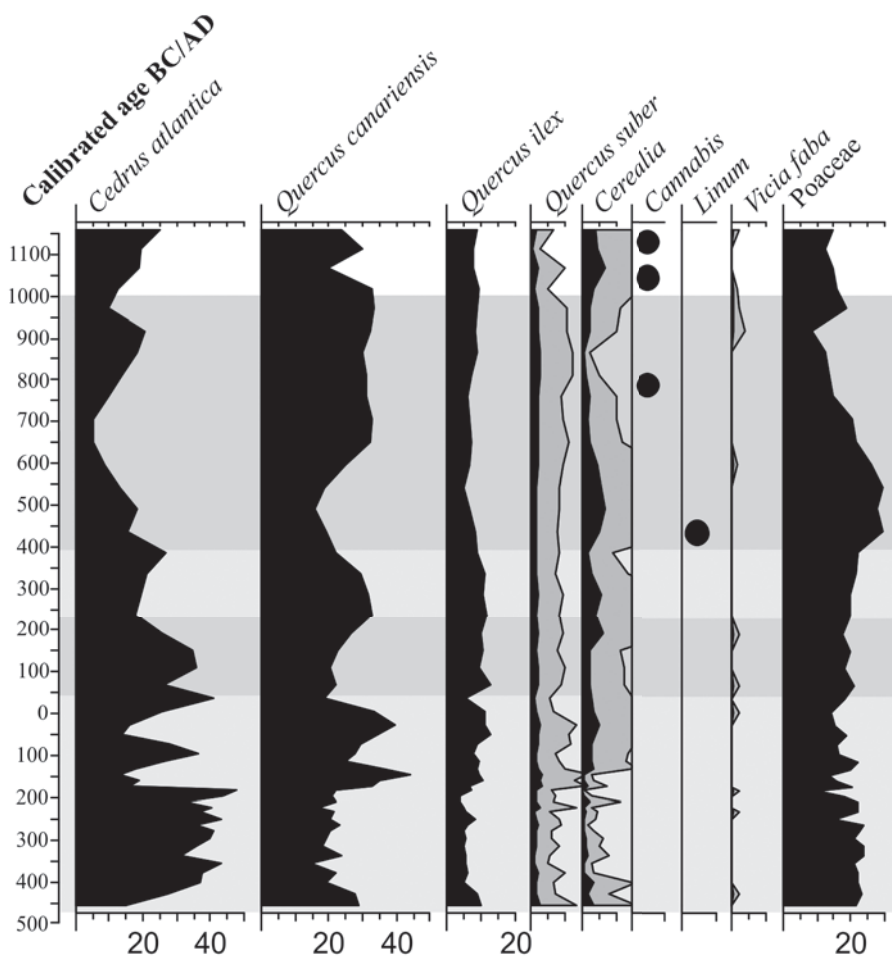 Calibrated age BC/AD
Cedrus atlantica
Quercus canariensis
Quercus ilex
Quercus suber
Cerealia
Cannabis
Linum
Vicia faba
Poaceae
1100
1000
900
800
700
600
500
400
300
200
100
0
100
200
300
400
500
20 40 20 40 20 20